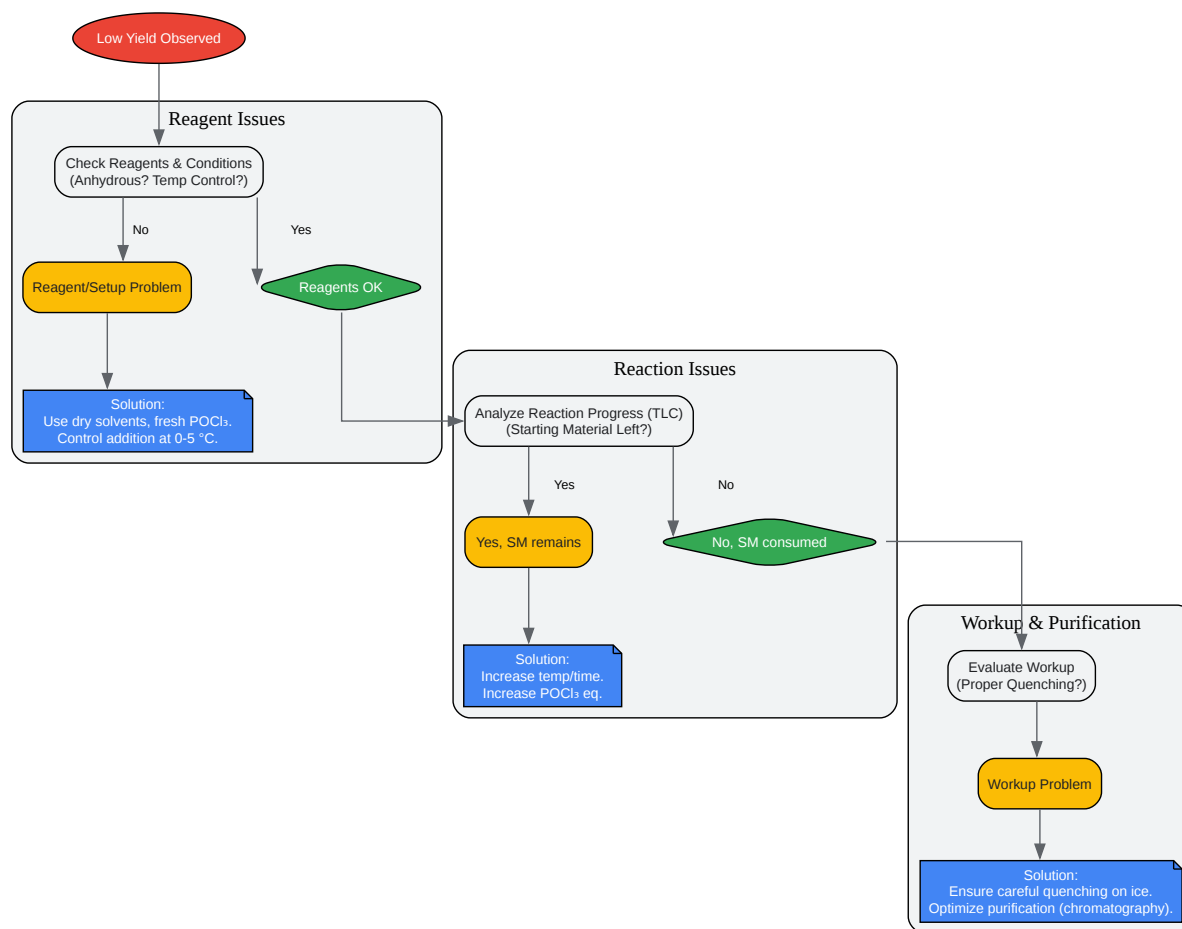 Low Yield Observed
Reagent Issues
Check Reagents & Conditions
(Anhydrous? Temp Control?)
No
Yes
Reagent/Setup Problem
Reagents OK
Solution:
Use dry solvents, fresh POCl₃.
Control addition at 0-5 °C.
Reaction Issues
Analyze Reaction Progress (TLC)
(Starting Material Left?)
Yes
No
Yes, SM remains
No, SM consumed
Solution:
Increase temp/time.
Increase POCl₃ eq.
Workup & Purification
Evaluate Workup
(Proper Quenching?)
Workup Problem
Solution:
Ensure careful quenching on ice.
Optimize purification (chromatography).